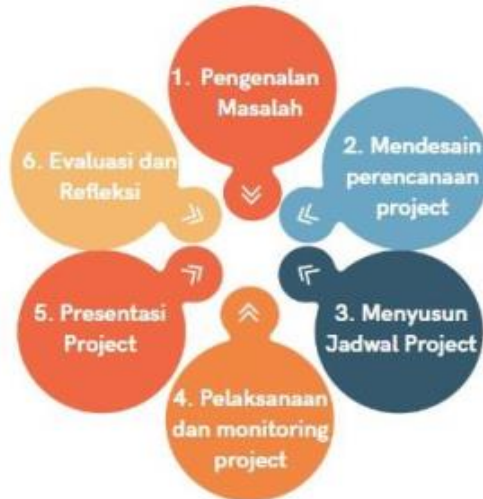 1. Pengenalan
Masalah
2. Mendesain
perencanaan
project
3. Menyusun
Jadwal Project
4. Pelaksanaan
dan monitoring
project
5. Presentasi
Project
6. Evaluasi dan
Refleksi